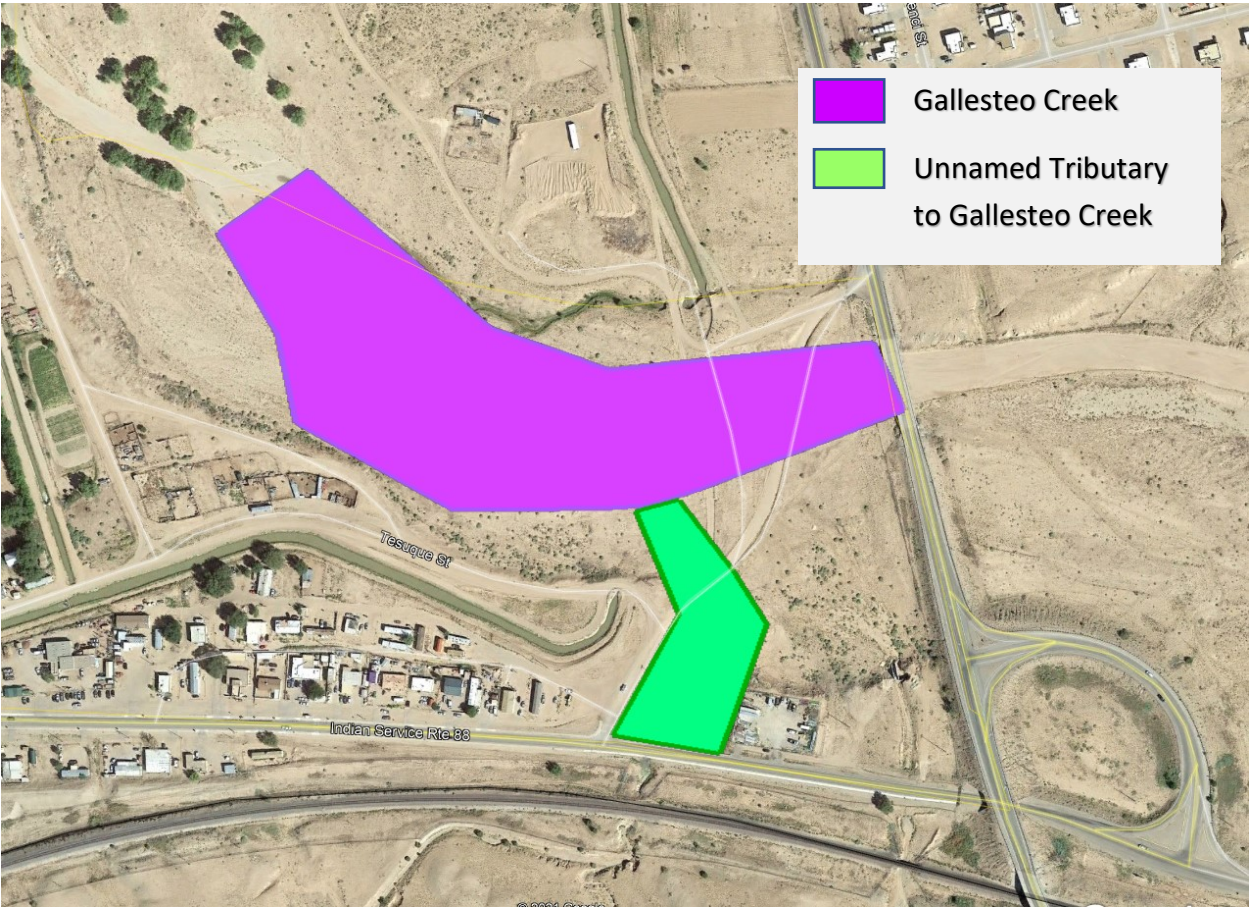 Gallesteo Creek
Unnamed Tributary
to Gallesteo Creek
Tesuque St
Indian Service Rte 88